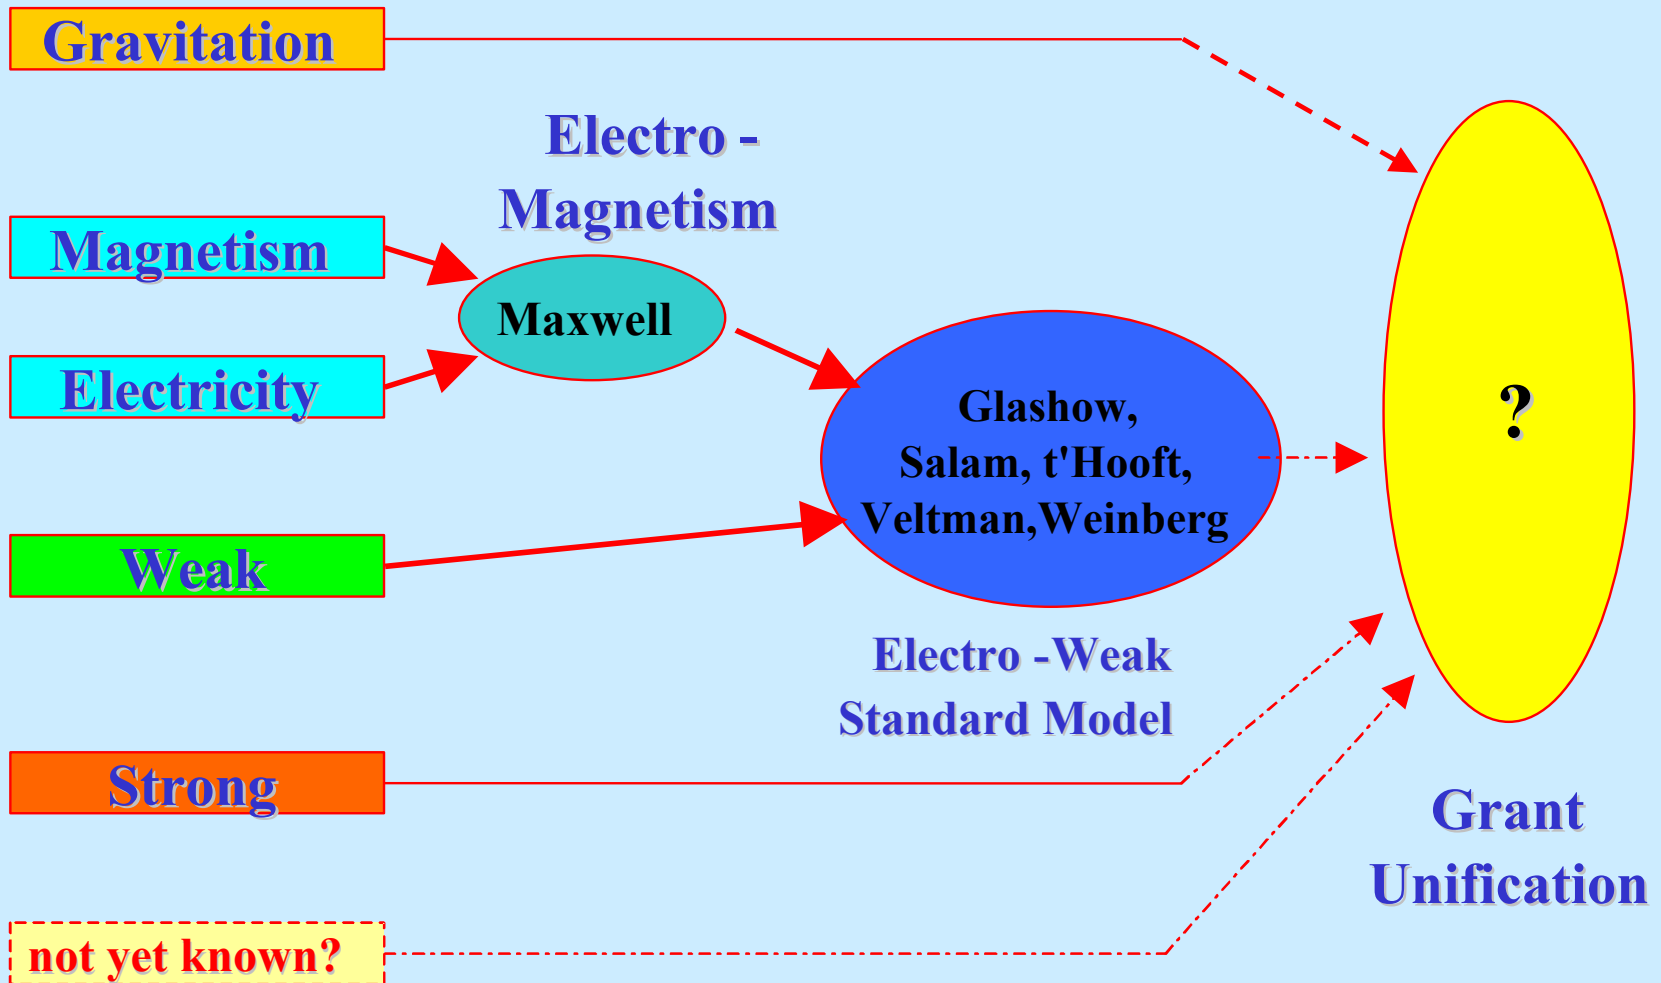 Gravitation
Electro -
Magnetism
Magnetism
Maxwell
Electricity
Glashow,
Salam, t'Hooft,
Veltman,Weinberg
?
Weak
Electro -Weak
Standard Model
Strong
Grant
Unification
not yet known?